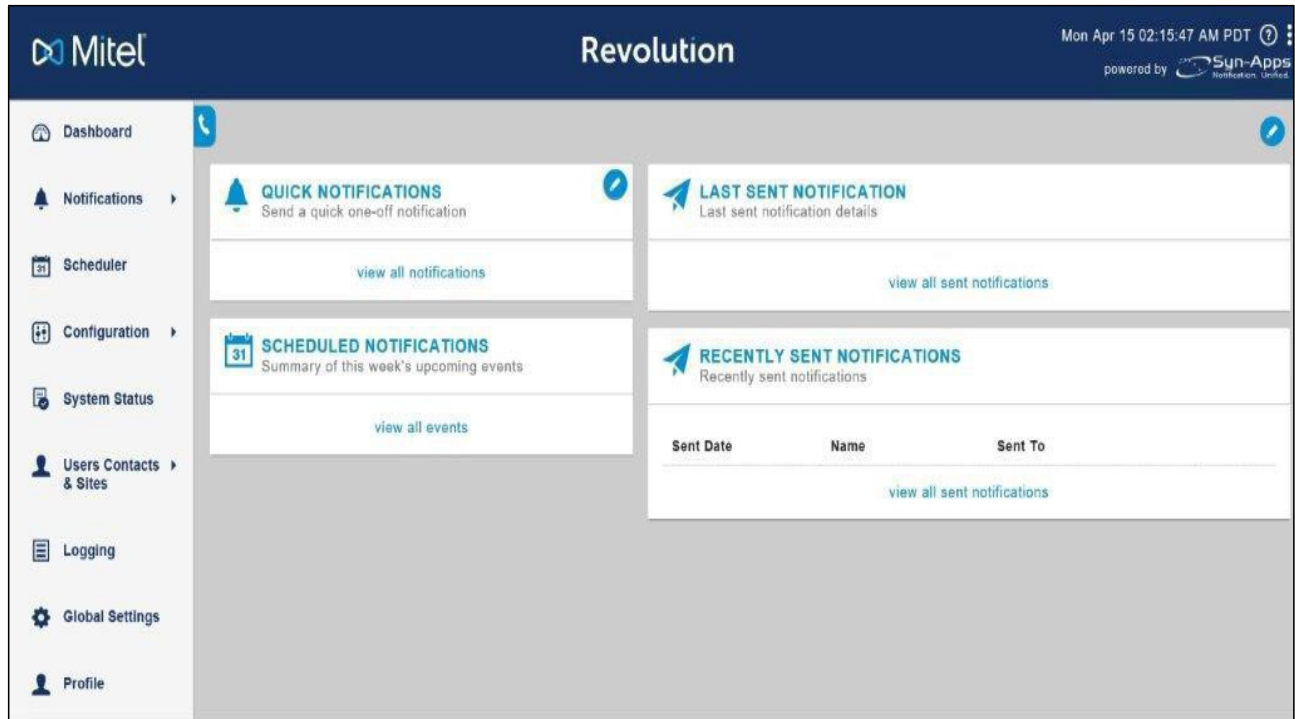 Mitel
Revolution
Mon Apr 15 02:15:47 AM PDT ?
powered by Syn-Apps
Notification. Unified.
Dashboard
Notifications
31
Scheduler
Configuration
System Status
Users Contacts
& Sites
Logging
Global Settings
Profile
QUICK NOTIFICATIONS
Send a quick one-off notification
view all notifications
31
SCHEDULED NOTIFICATIONS
Summary of this week's upcoming events
view all events
LAST SENT NOTIFICATION
Last sent notification details
view all sent notifications
RECENTLY SENT NOTIFICATIONS
Recently sent notifications
Sent Date Name Sent To
view all sent notifications